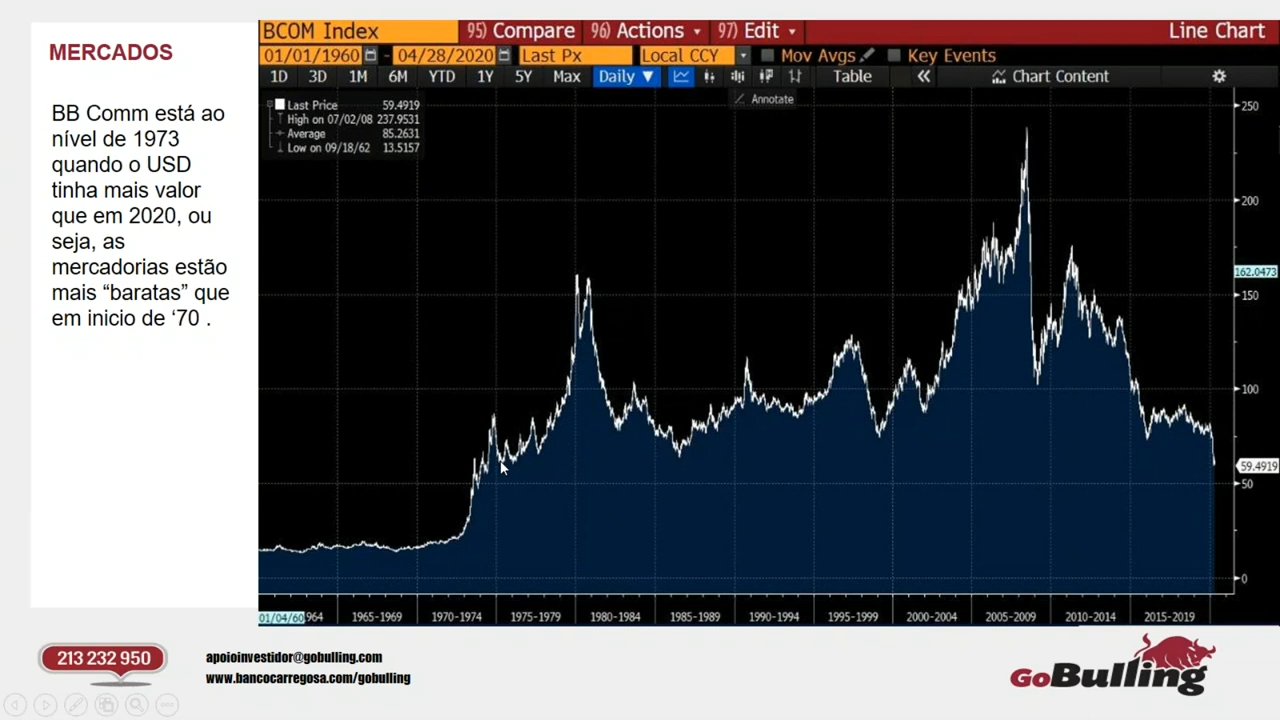 MERCADOS
BB Comm está ao
nível de 1973
quando o USD
tinha mais valor
que em 2020, ou
seja, as
mercadorias estão
mais “baratas” que
em inicio de ‘70 .
BCOM Index 95) Compare 96) Actions 97) Edit Line Chart
01/01/1960 - 04/28/2020 Last Px Local CCY Mov Avgs Key Events
1D 3D 1M 6M YTD 1Y 5Y Max Daily ▼ Table « Chart Content
Annotate
Last Price 59.4919
High on 07/02/08 237.9531
Average 85.2631
Low on 09/18/62 13.5157
250
200
162.0473
150
100
59.4919
50
0
01/04/60 964 1965-1969 1970-1974 1975-1979 1980-1984 1985-1989 1990-1994 1995-1999 2000-2004 2005-2009 2010-2014 2015-2019
213 232 950
apoioinvestidor@gobulling.com
www.bancocarregosa.com/gobulling
GoBulling